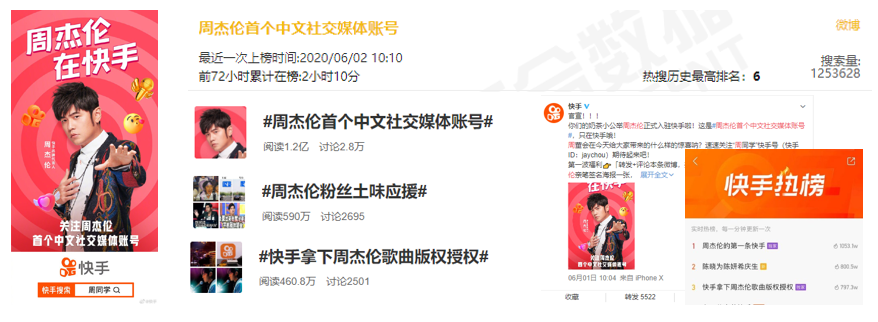 周杰伦
在快手
周杰伦
关注周杰伦
首个中文社交媒体账号
快手
快手搜索 周同学
周杰伦首个中文社交媒体账号
微博
最近一次上榜时间:2020/06/02 10:10
前72小时累计在榜:2小时10分
热搜历史最高排名: 6
搜索量:
1253628
#周杰伦首个中文社交媒体账号#
阅读1.2亿 讨论2.8万
#周杰伦粉丝土味应援#
阅读590万 讨论2695
#快手拿下周杰伦歌曲版权授权#
阅读460.8万 讨论2501
快手
官宣！！！
你们的奶茶小公举周杰伦正式入驻快手啦！这是#周杰伦首个中文社交媒体账号
#，只在快手哦！
周董会在今天给大家带来的什么样的惊喜呐？速速关注"周同学"快手号（快手
ID：jaychou）期待起来吧！
第一波福利「转发+评论本条微博，
伦亲笔签名海报一张， 展开全文
在快手
06月01日 10:04 来自 iPhone X
收藏 转发 5522
快手热榜
实时热榜，每一分钟更新一次
1 周杰伦的第一条快手 1053.1w
2 陈晓为陈妍希庆生 800.5w
3 快手拿下周杰伦歌曲版权授权 797.3w